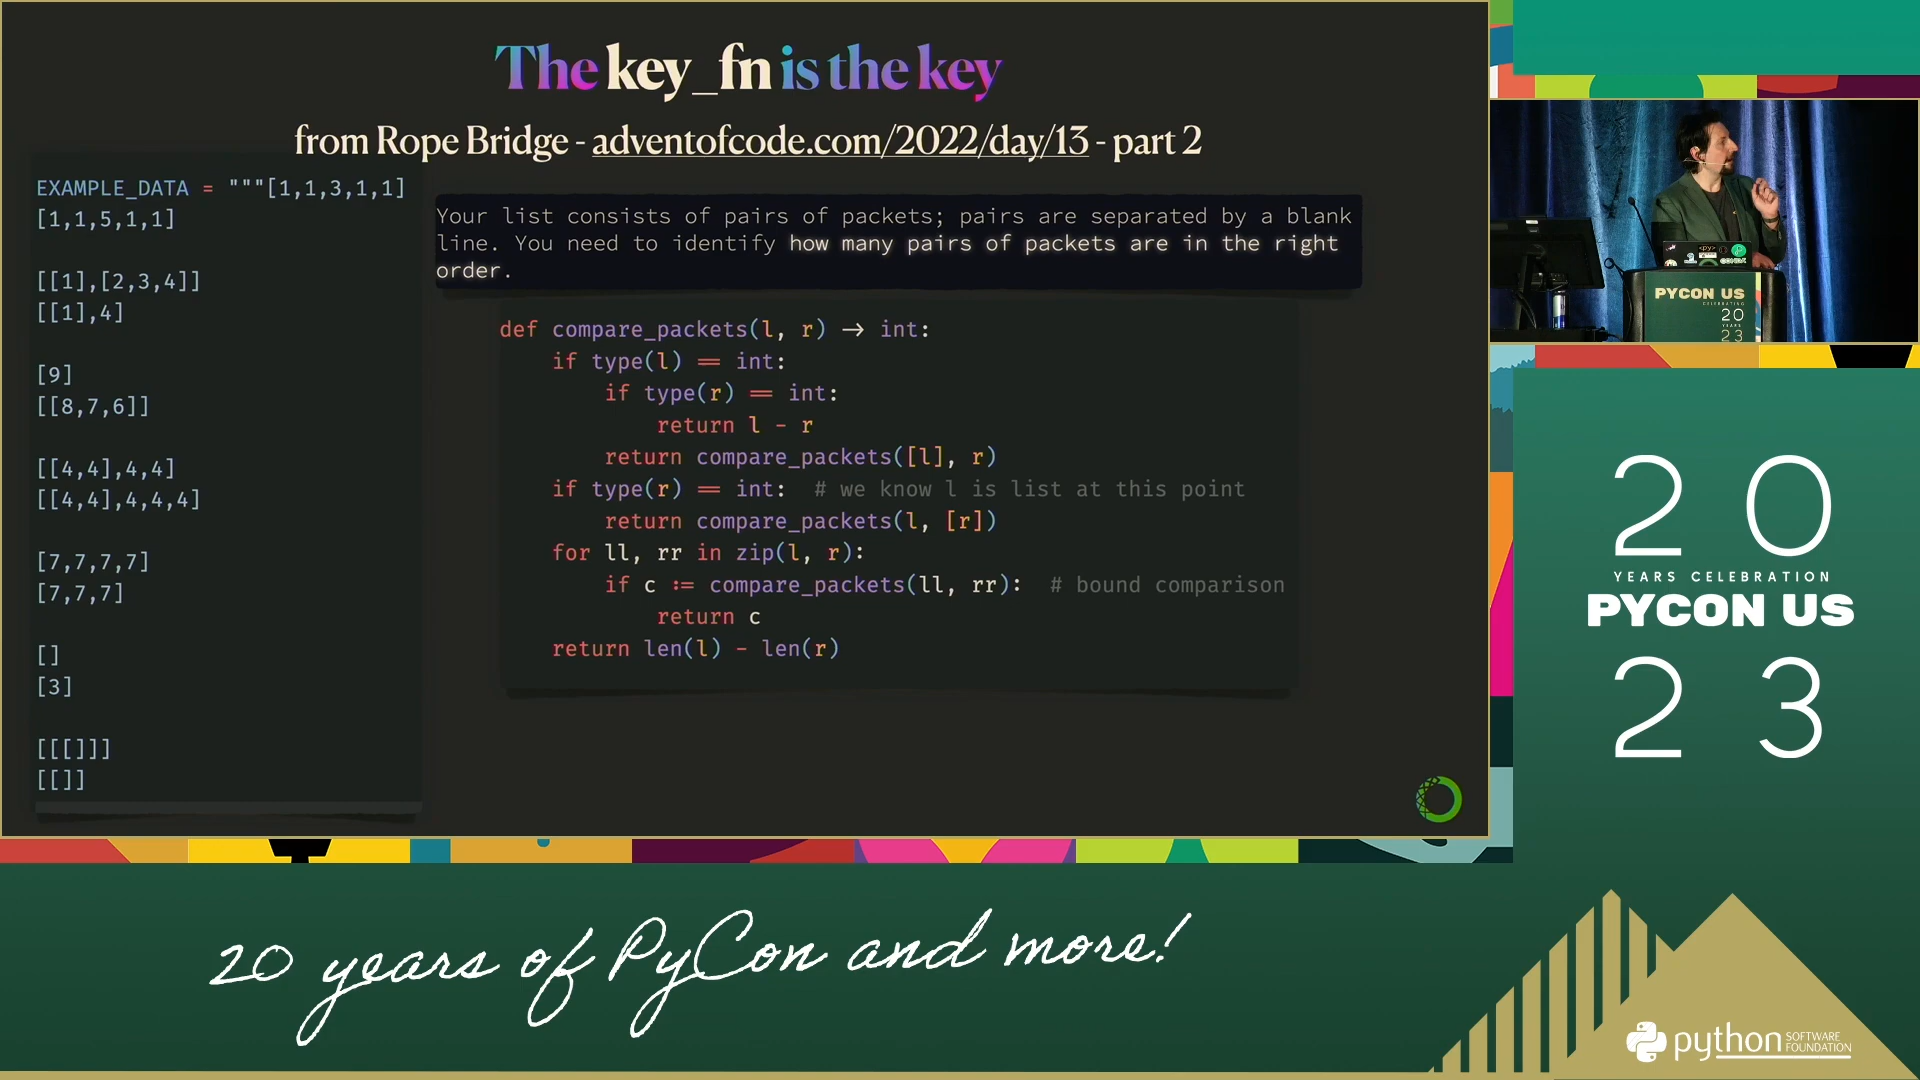 The key_fn is the key
from Rope Bridge - adventofcode.com/2022/day/13 - part 2
EXAMPLE_DATA = """[1,1,3,1,1]
[1,1,5,1,1]
[[1],[2,3,4]]
[[1],4]
[9]
[[8,7,6]]
[[4,4],4,4]
[[4,4],4,4,4]
[7,7,7,7]
[7,7,7]
[]
[3]
[[[]]]
[[]]
Your list consists of pairs of packets; pairs are separated by a blank
line. You need to identify how many pairs of packets are in the right
order.
def compare_packets(l, r) → int:
if type(l) == int:
if type(r) == int:
return l - r
return compare_packets([l], r)
if type(r) == int: # we know l is list at this point
return compare_packets(l, [r])
for ll, rr in zip(l, r):
if c := compare_packets(ll, rr): # bound comparison
return c
return len(l) - len(r)
PYCON US
CELEBRATING
20
YEARS
23
20
YEARS CELEBRATION
PYCON US
23
20 years of PyCon and more!
python SOFTWARE
FOUNDATION